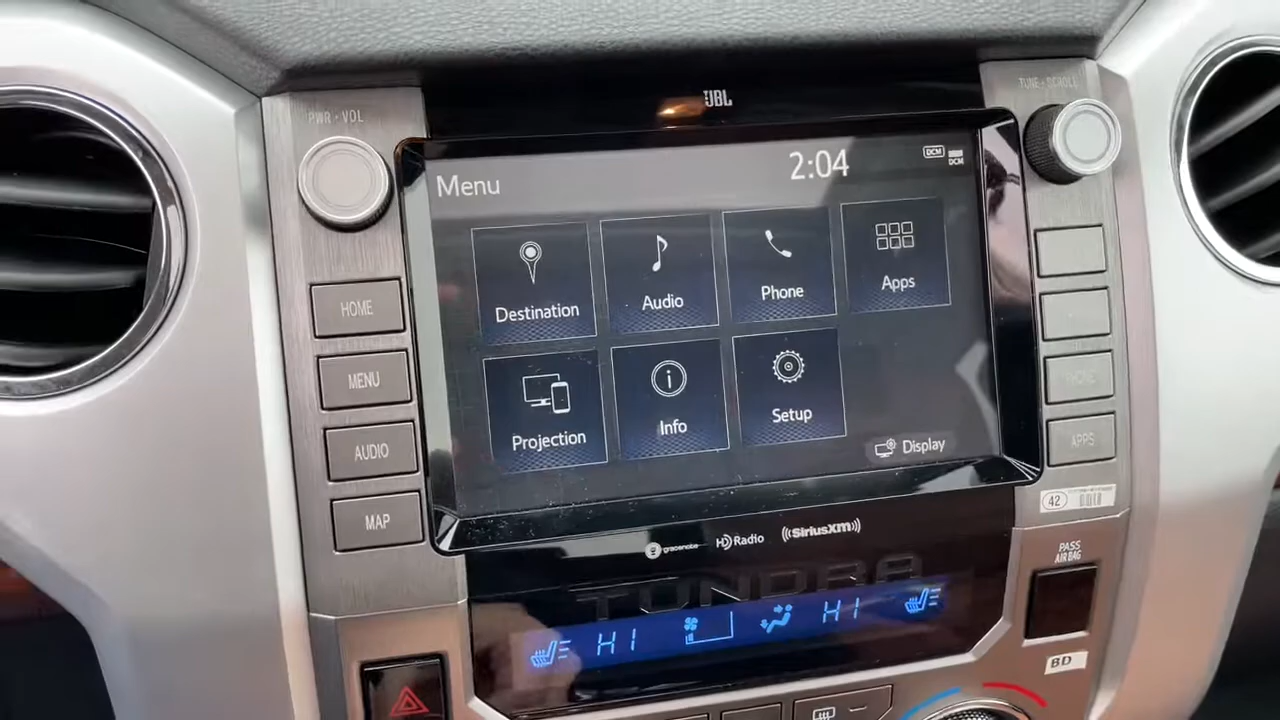 JBL
PWR • VOL
TUNE • SCROLL
Menu
2:04
DCM
DCM
Destination
Audio
Phone
Apps
Projection
Info
Setup
Display
HOME
MENU
AUDIO
MAP
PHONE
APPS
42
gracenote
HD Radio
((SiriusXM))
TUNDRA
PASS
AIR BAG
HI
HI
BD